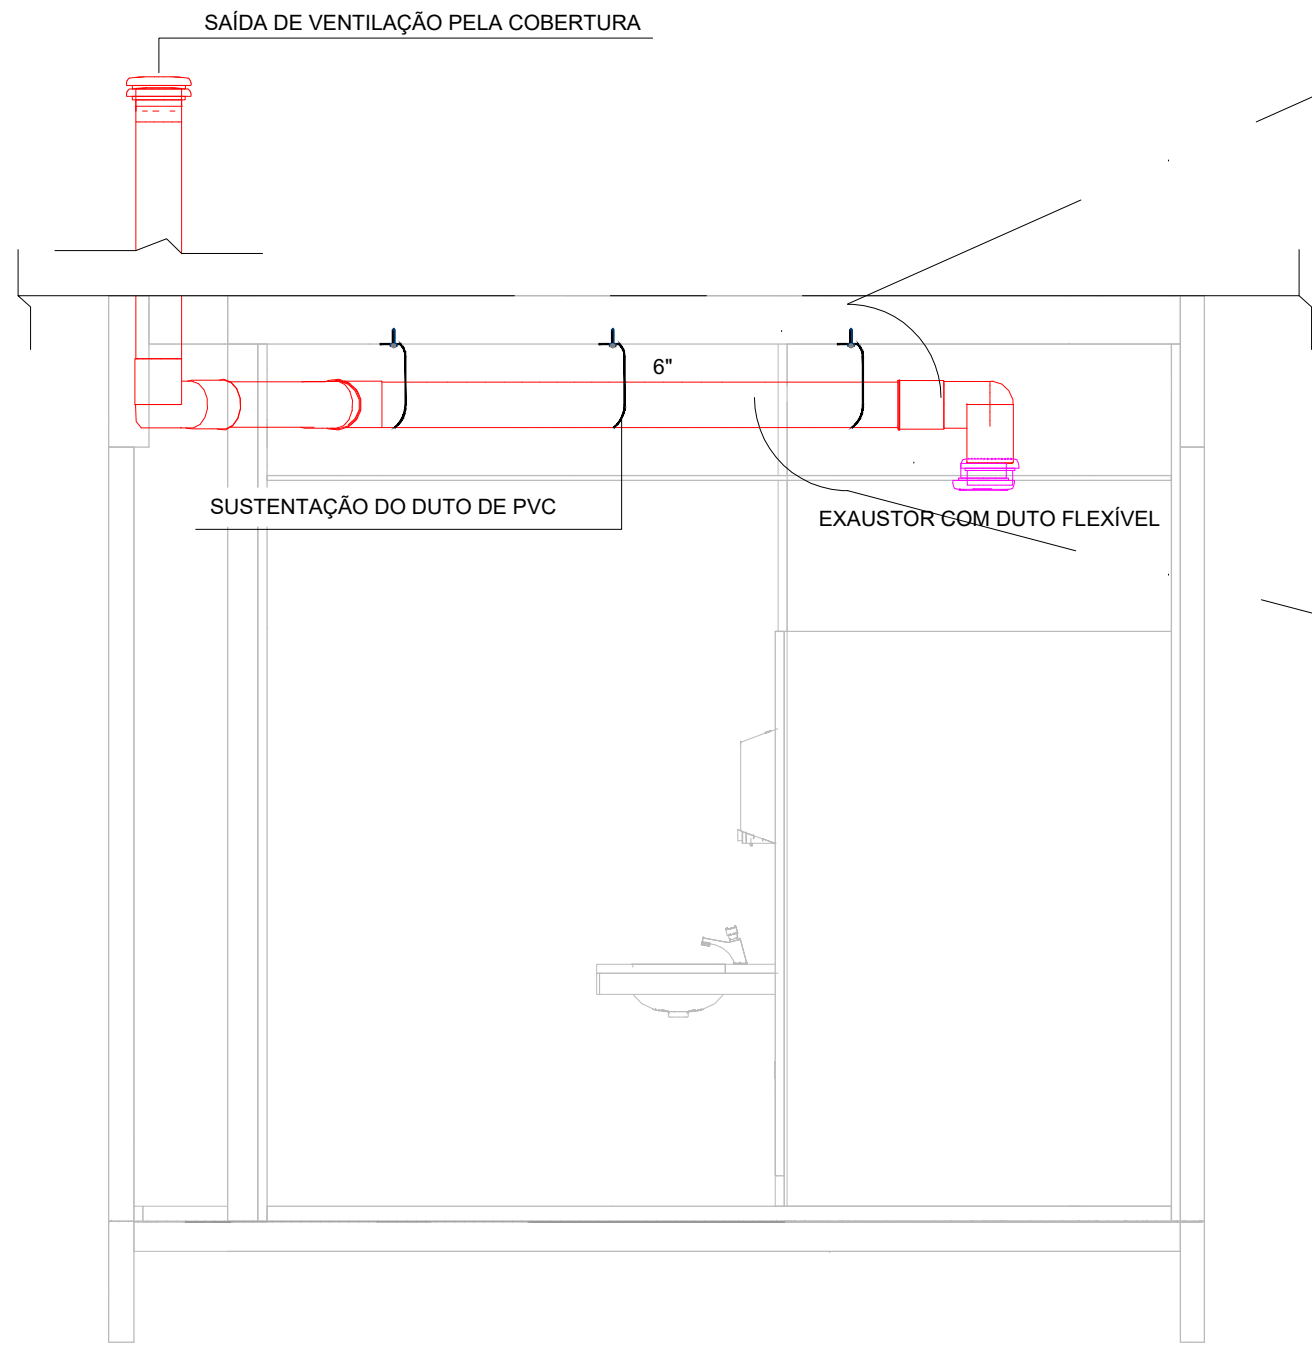 SAÍDA DE VENTILAÇÃO PELA COBERTURA
6"
SUSTENTAÇÃO DO DUTO DE PVC
EXAUSTOR COM DUTO FLEXÍVEL